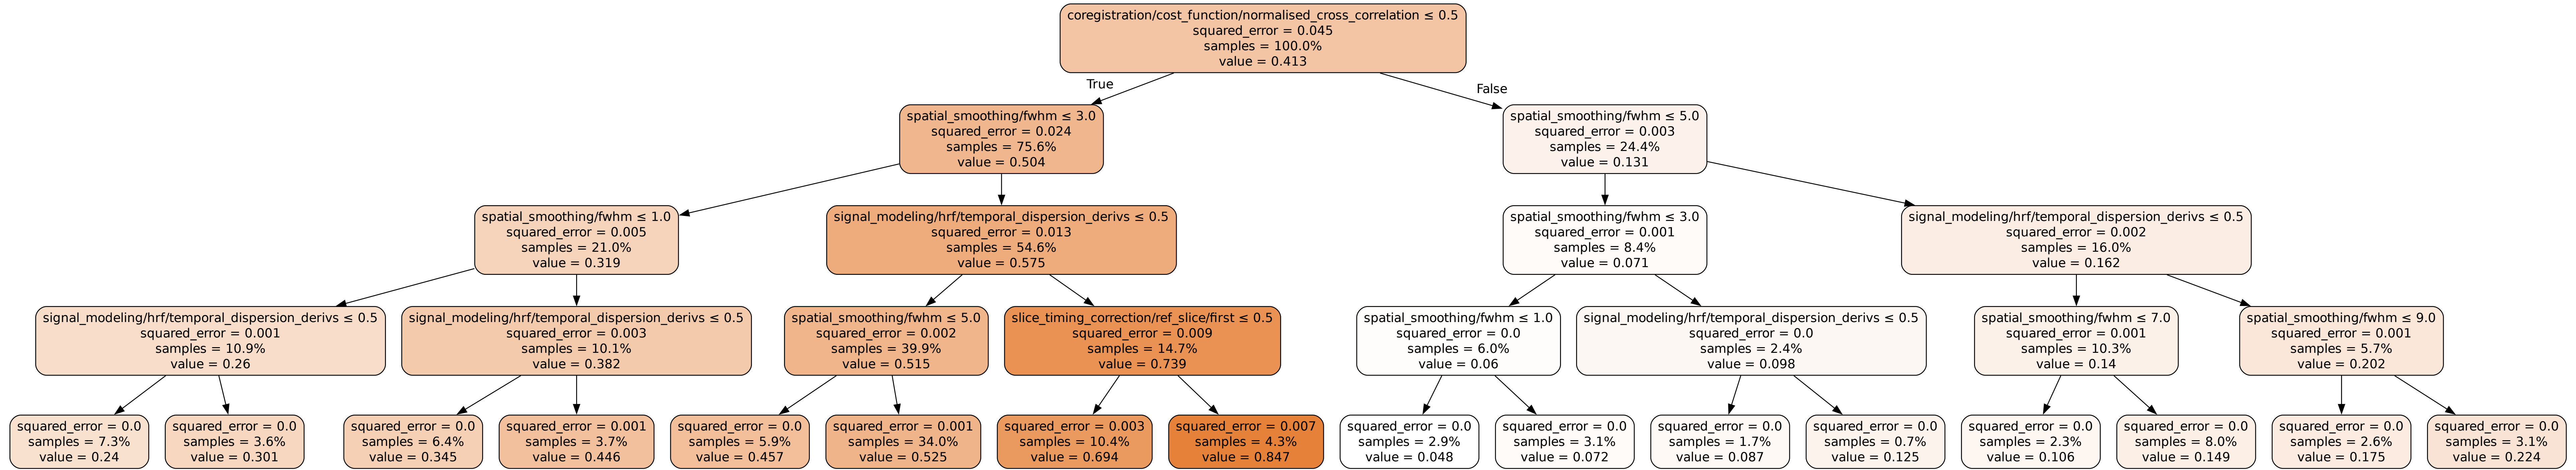 coregistration/cost_function/normalised_cross_correlation ≤ 0.5
squared_error = 0.045
samples = 100.0%
value = 0.413
True
False
spatial_smoothing/fwhm ≤ 3.0
squared_error = 0.024
samples = 75.6%
value = 0.504
spatial_smoothing/fwhm ≤ 5.0
squared_error = 0.003
samples = 24.4%
value = 0.131
spatial_smoothing/fwhm ≤ 1.0
squared_error = 0.005
samples = 21.0%
value = 0.319
signal_modeling/hrf/temporal_dispersion_derivs ≤ 0.5
squared_error = 0.013
samples = 54.6%
value = 0.575
spatial_smoothing/fwhm ≤ 3.0
squared_error = 0.001
samples = 8.4%
value = 0.071
signal_modeling/hrf/temporal_dispersion_derivs ≤ 0.5
squared_error = 0.002
samples = 16.0%
value = 0.162
signal_modeling/hrf/temporal_dispersion_derivs ≤ 0.5
squared_error = 0.001
samples = 10.9%
value = 0.26
signal_modeling/hrf/temporal_dispersion_derivs ≤ 0.5
squared_error = 0.003
samples = 10.1%
value = 0.382
spatial_smoothing/fwhm ≤ 5.0
squared_error = 0.002
samples = 39.9%
value = 0.515
slice_timing_correction/ref_slice/first ≤ 0.5
squared_error = 0.009
samples = 14.7%
value = 0.739
spatial_smoothing/fwhm ≤ 1.0
squared_error = 0.0
samples = 6.0%
value = 0.06
signal_modeling/hrf/temporal_dispersion_derivs ≤ 0.5
squared_error = 0.0
samples = 2.4%
value = 0.098
spatial_smoothing/fwhm ≤ 7.0
squared_error = 0.001
samples = 10.3%
value = 0.14
spatial_smoothing/fwhm ≤ 9.0
squared_error = 0.001
samples = 5.7%
value = 0.202
squared_error = 0.0
samples = 7.3%
value = 0.24
squared_error = 0.0
samples = 3.6%
value = 0.301
squared_error = 0.0
samples = 6.4%
value = 0.345
squared_error = 0.001
samples = 3.7%
value = 0.446
squared_error = 0.0
samples = 5.9%
value = 0.457
squared_error = 0.001
samples = 34.0%
value = 0.525
squared_error = 0.003
samples = 10.4%
value = 0.694
squared_error = 0.007
samples = 4.3%
value = 0.847
squared_error = 0.0
samples = 2.9%
value = 0.048
squared_error = 0.0
samples = 3.1%
value = 0.072
squared_error = 0.0
samples = 1.7%
value = 0.087
squared_error = 0.0
samples = 0.7%
value = 0.125
squared_error = 0.0
samples = 2.3%
value = 0.106
squared_error = 0.0
samples = 8.0%
value = 0.149
squared_error = 0.0
samples = 2.6%
value = 0.175
squared_error = 0.0
samples = 3.1%
value = 0.224